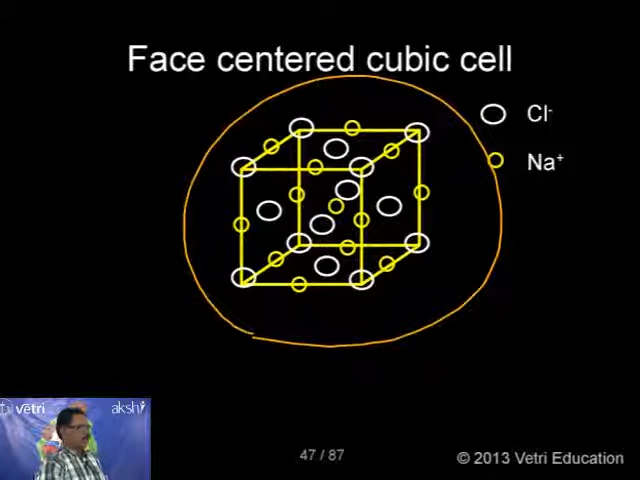 Face centered cubic cell
Cl-
Na+
vetri
akshi
47 / 87
© 2013 Vetri Education